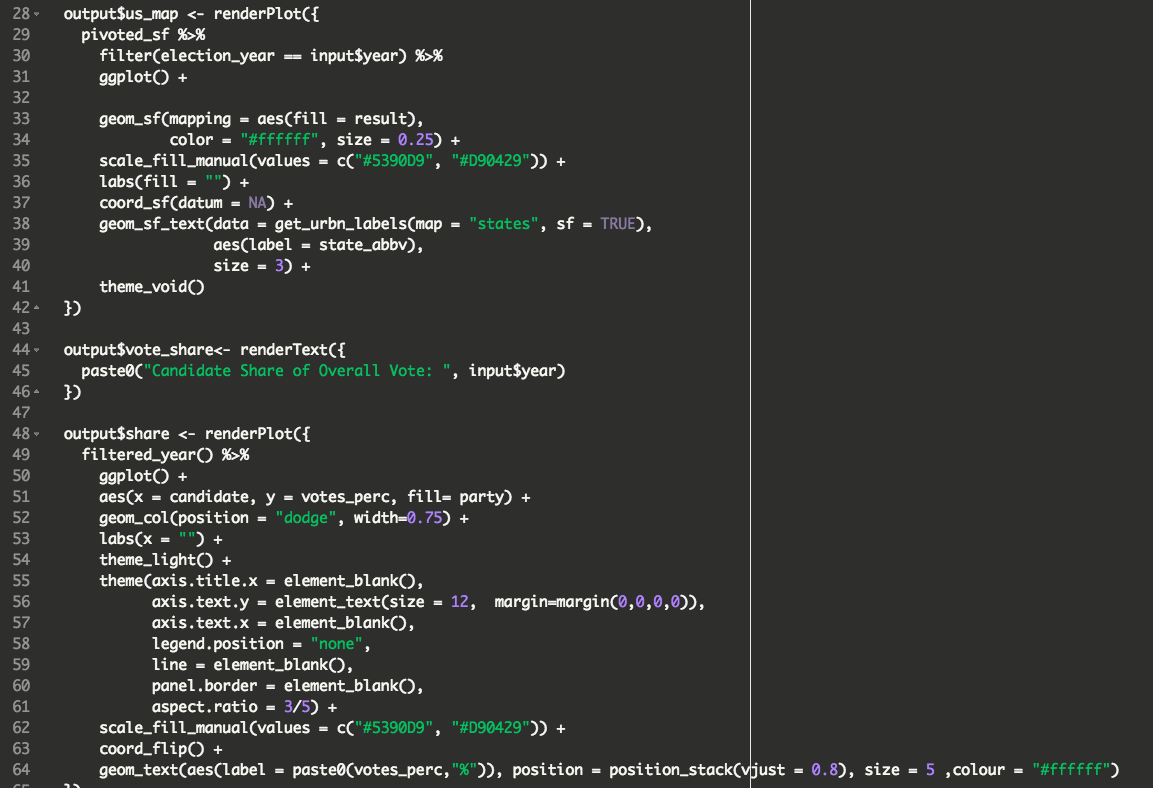 28 output$us_map <- renderPlot({
29 pivoted_sf %>%
30 filter(election_year == input$year) %>%
31 ggplot() +
32
33 geom_sf(mapping = aes(fill = result),
34 color = "#ffffff", size = 0.25) +
35 scale_fill_manual(values = c("#5390D9", "#D90429")) +
36 labs(fill = "") +
37 coord_sf(datum = NA) +
38 geom_sf_text(data = get_urbn_labels(map = "states", sf = TRUE),
39 aes(label = state_abbv),
40 size = 3) +
41 theme_void()
42 })
43
44 output$vote_share<- renderText({
45 paste0("Candidate Share of Overall Vote: ", input$year)
46 })
47
48 output$share <- renderPlot({
49 filtered_year() %>%
50 ggplot() +
51 aes(x = candidate, y = votes_perc, fill= party) +
52 geom_col(position = "dodge", width=0.75) +
53 labs(x = "") +
54 theme_light() +
55 theme(axis.title.x = element_blank(),
56 axis.text.y = element_text(size = 12,  margin=margin(0,0,0,0)),
57 axis.text.x = element_blank(),
58 legend.position = "none",
59 line = element_blank(),
60 panel.border = element_blank(),
61 aspect.ratio = 3/5) +
62 scale_fill_manual(values = c("#5390D9", "#D90429")) +
63 coord_flip() +
64 geom_text(aes(label = paste0(votes_perc,"%")), position = position_stack(vjust = 0.8), size = 5 ,colour = "#ffffff")